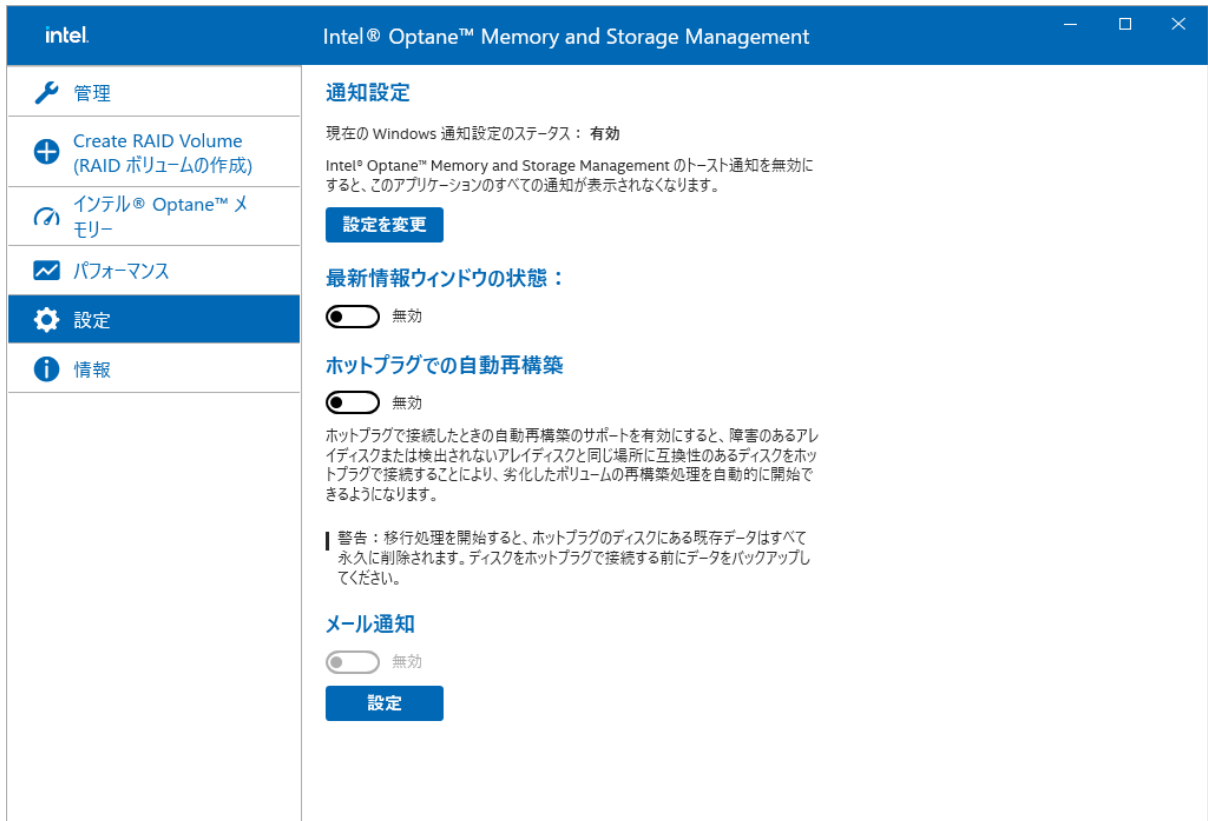 intel.
Intel® Optane™ Memory and Storage Management
管理
Create RAID Volume
(RAID ボリュームの作成)
インテル® Optane™ メ
モリー
パフォーマンス
設定
情報
通知設定
現在の Windows 通知設定のステータス： 有効
Intel® Optane™ Memory and Storage Management のトースト通知を無効に
すると、このアプリケーションのすべての通知が表示されなくなります。
設定を変更
最新情報ウィンドウの状態：
無効
ホットプラグでの自動再構築
無効
ホットプラグで接続したときの自動再構築のサポートを有効にすると、障害のあるアレ
イディスクまたは検出されないアレイディスクと同じ場所に互換性のあるディスクをホッ
トプラグで接続することにより、劣化したボリュームの再構築処理を自動的に開始で
きるようになります。
警告：移行処理を開始すると、ホットプラグのディスクにある既存データはすべて
永久に削除されます。ディスクをホットプラグで接続する前にデータをバックアップし
てください。
メール通知
無効
設定